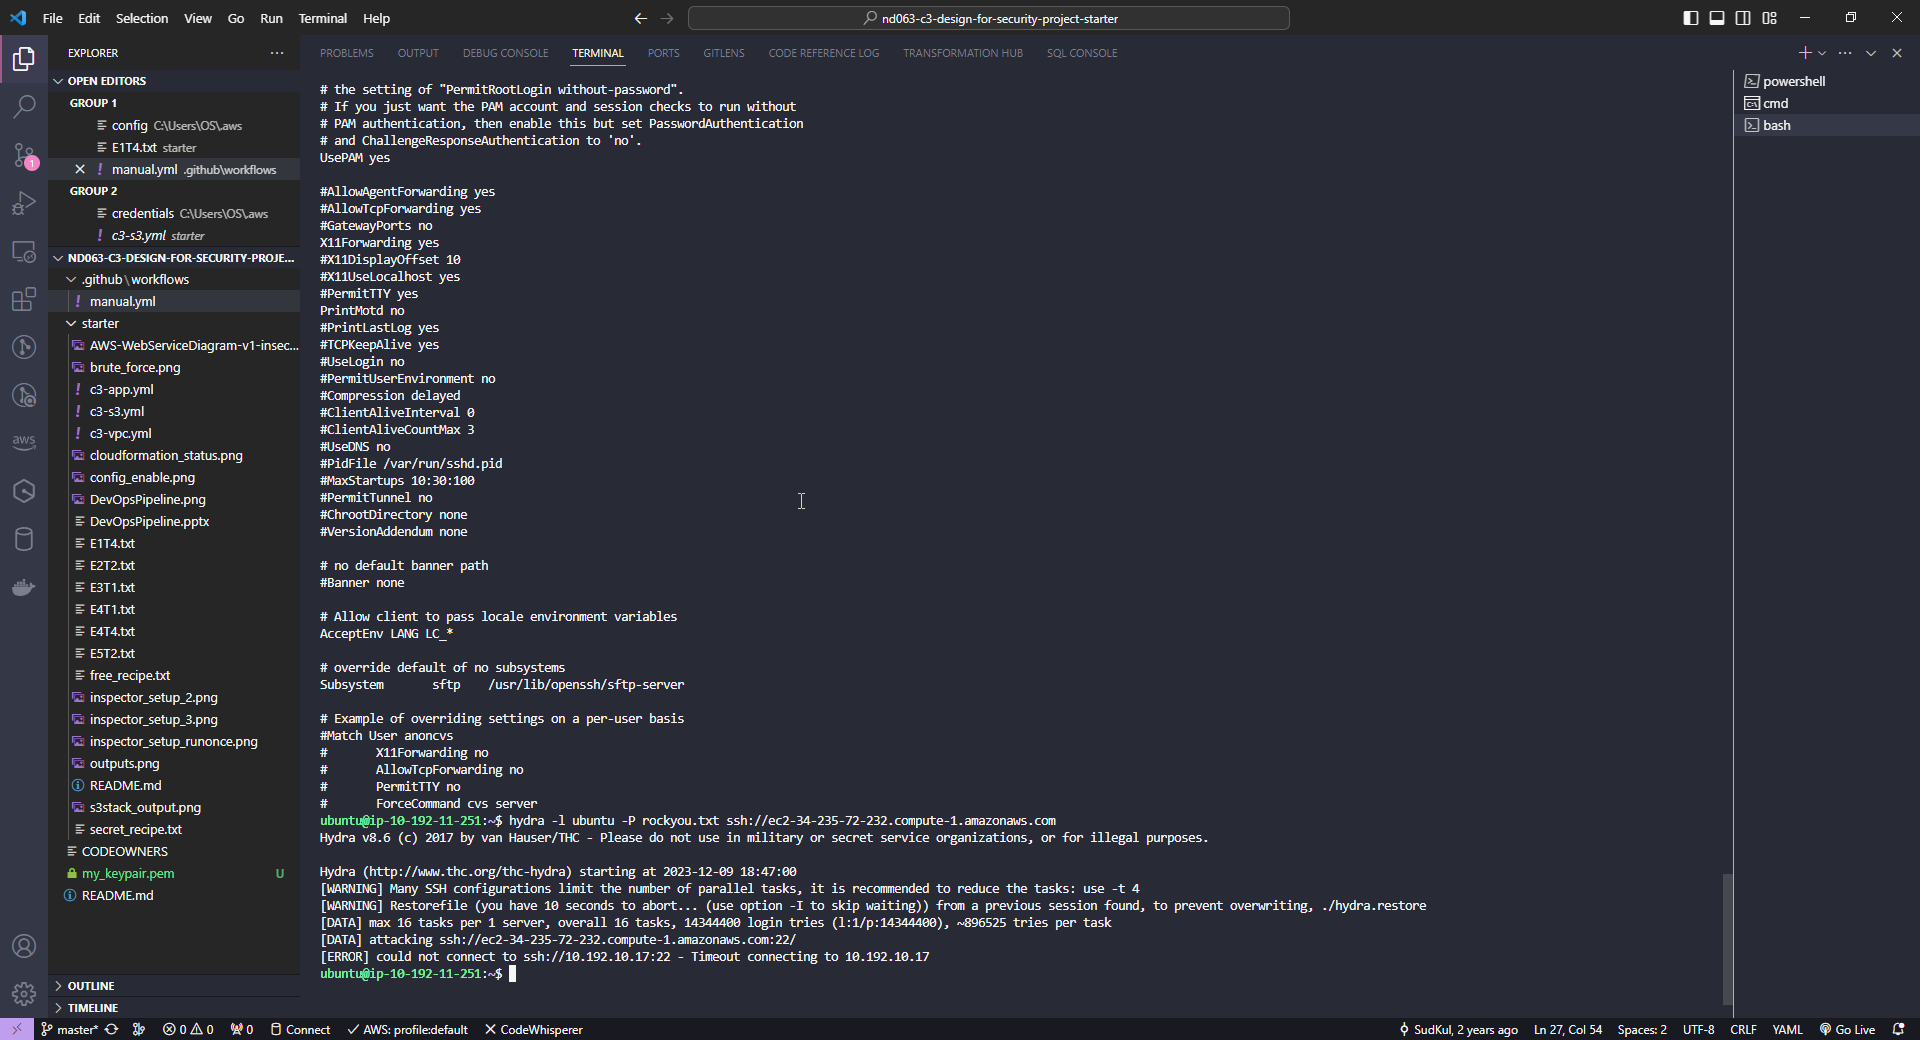 File Edit Selection View Go Run Terminal Help
nd063-c3-design-for-security-project-starter
EXPLORER
OPEN EDITORS
GROUP 1
config C:\Users\OS\.aws
E1T4.txt starter
manual.yml .github\workflows
GROUP 2
credentials C:\Users\OS\.aws
c3-s3.yml starter
ND063-C3-DESIGN-FOR-SECURITY-PROJE...
.github\workflows
manual.yml
starter
AWS-WebServiceDiagram-v1-insec...
brute_force.png
c3-app.yml
c3-s3.yml
c3-vpc.yml
cloudformation_status.png
config_enable.png
DevOpsPipeline.png
DevOpsPipeline.pptx
E1T4.txt
E2T2.txt
E3T1.txt
E4T1.txt
E4T4.txt
E5T2.txt
free_recipe.txt
inspector_setup_2.png
inspector_setup_3.png
inspector_setup_runonce.png
outputs.png
README.md
s3stack_output.png
secret_recipe.txt
CODEOWNERS
my_keypair.pem U
README.md
OUTLINE
TIMELINE
aws
1
PROBLEMS OUTPUT DEBUG CONSOLE TERMINAL PORTS GITLENS CODE REFERENCE LOG TRANSFORMATION HUB SQL CONSOLE
# the setting of "PermitRootLogin without-password".
# If you just want the PAM account and session checks to run without
# PAM authentication, then enable this but set PasswordAuthentication
# and ChallengeResponseAuthentication to 'no'.
UsePAM yes
#AllowAgentForwarding yes
#AllowTcpForwarding yes
#GatewayPorts no
X11Forwarding yes
#X11DisplayOffset 10
#X11UseLocalhost yes
#PermitTTY yes
PrintMotd no
#PrintLastLog yes
#TCPKeepAlive yes
#UseLogin no
#PermitUserEnvironment no
#Compression delayed
#ClientAliveInterval 0
#ClientAliveCountMax 3
#UseDNS no
#PidFile /var/run/sshd.pid
#MaxStartups 10:30:100
#PermitTunnel no
#ChrootDirectory none
#VersionAddendum none
# no default banner path
#Banner none
# Allow client to pass locale environment variables
AcceptEnv LANG LC_*
# override default of no subsystems
Subsystem sftp /usr/lib/openssh/sftp-server
# Example of overriding settings on a per-user basis
#Match User anoncvs
# X11Forwarding no
# AllowTcpForwarding no
# PermitTTY no
# ForceCommand cvs server
ubuntu@ip-10-192-11-251:~$ hydra -l ubuntu -P rockyou.txt ssh://ec2-34-235-72-232.compute-1.amazonaws.com
Hydra v8.6 (c) 2017 by van Hauser/THC - Please do not use in military or secret service organizations, or for illegal purposes.
Hydra (http://www.thc.org/thc-hydra) starting at 2023-12-09 18:47:00
[WARNING] Many SSH configurations limit the number of parallel tasks, it is recommended to reduce the tasks: use -t 4
[WARNING] Restorefile (you have 10 seconds to abort... (use option -I to skip waiting)) from a previous session found, to prevent overwriting, ./hydra.restore
[DATA] max 16 tasks per 1 server, overall 16 tasks, 14344400 login tries (l:1/p:14344400), ~896525 tries per task
[DATA] attacking ssh://ec2-34-235-72-232.compute-1.amazonaws.com:22/
[ERROR] could not connect to ssh://10.192.10.17:22 - Timeout connecting to 10.192.10.17
ubuntu@ip-10-192-11-251:~$
powershell
cmd
bash
master* 0 0 0 Connect AWS: profile:default CodeWhisperer SudKul, 2 years ago Ln 27, Col 54 Spaces: 2 UTF-8 CRLF YAML Go Live